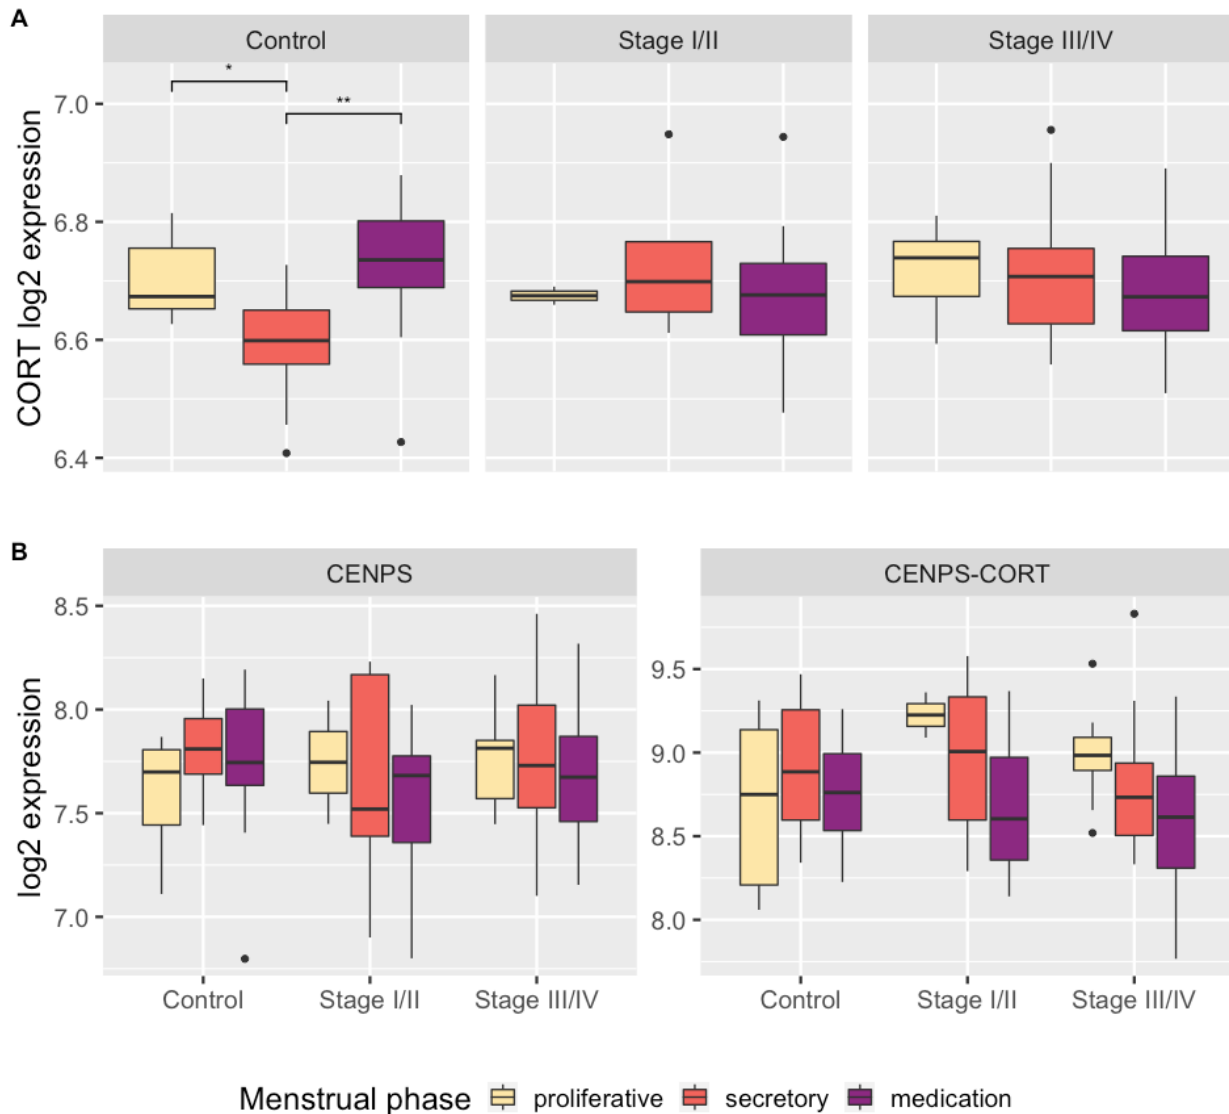 A
Control
Stage I/II
Stage III/IV
*
**
CORT log2 expression
7.0
6.8
6.6
6.4
B
CENPS
CENPS-CORT
log2 expression
8.5
8.0
7.5
7.0
9.5
9.0
8.5
8.0
Control
Stage I/II
Stage III/IV
Control
Stage I/II
Stage III/IV
Menstrual phase proliferative secretory medication